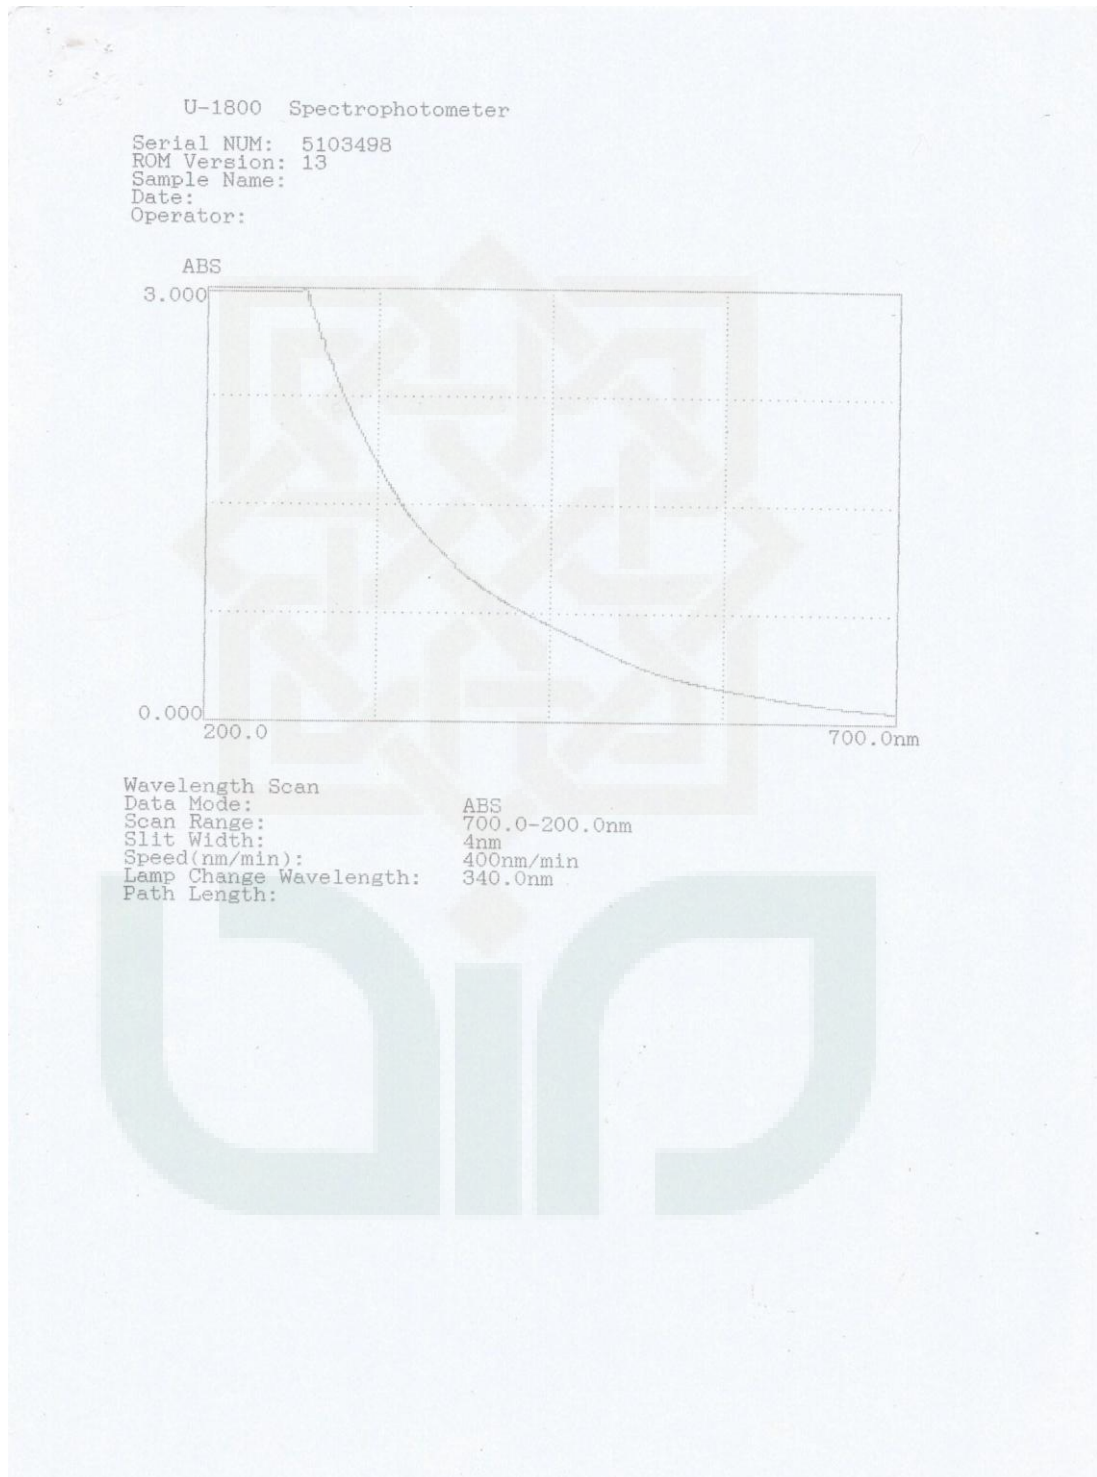 U-1800 Spectrophotometer
Serial NUM: 5103498
ROM Version: 13
Sample Name:
Date:
Operator:
ABS
3.000
0.000
200.0 700.0nm
Wavelength Scan
Data Mode: ABS
Scan Range: 700.0-200.0nm
Slit Width: 4nm
Speed(nm/min): 400nm/min
Lamp Change Wavelength: 340.0nm
Path Length: